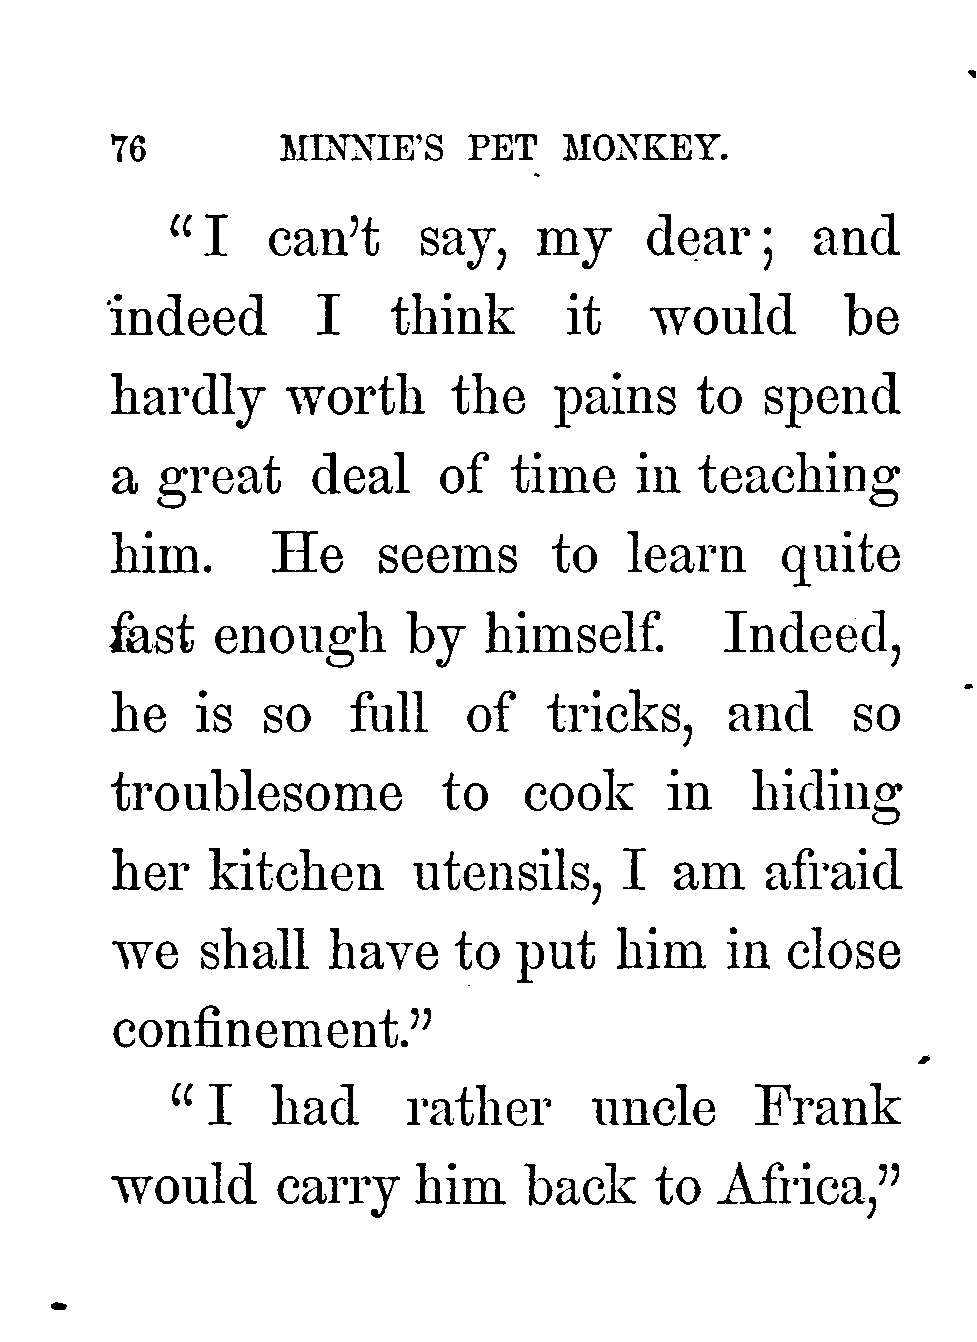 76 MINNIE'S PET MONKEY.
“I can't say, my dear; and
indeed I think it would be
hardly worth the pains to spend
a great deal of time in teaching
him. He seems to learn quite
fast enough by himself. Indeed,
he is so full of tricks, and so
troublesome to cook in hiding
her kitchen utensils, I am afraid
we shall have to put him in close
confinement.”
“I had rather uncle Frank
would carry him back to Africa,”